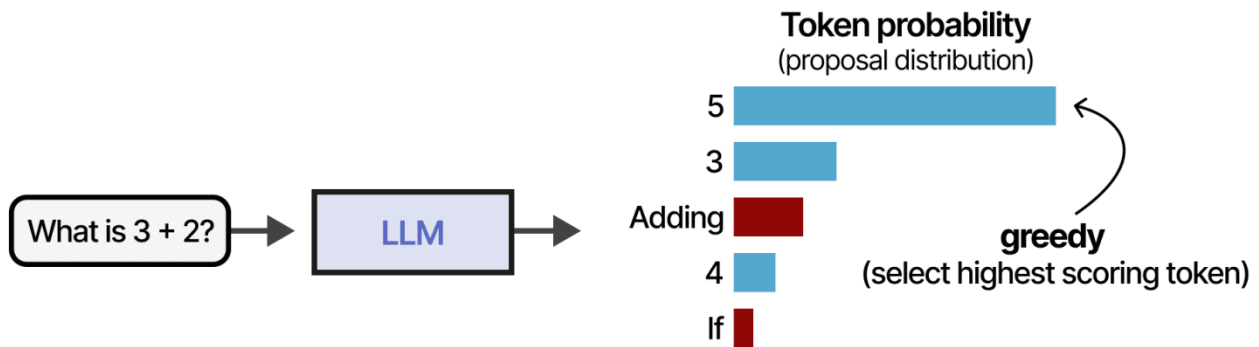 What is 3 + 2?
LLM
Token probability
(proposal distribution)
5
3
Adding
4
If
greedy
(select highest scoring token)